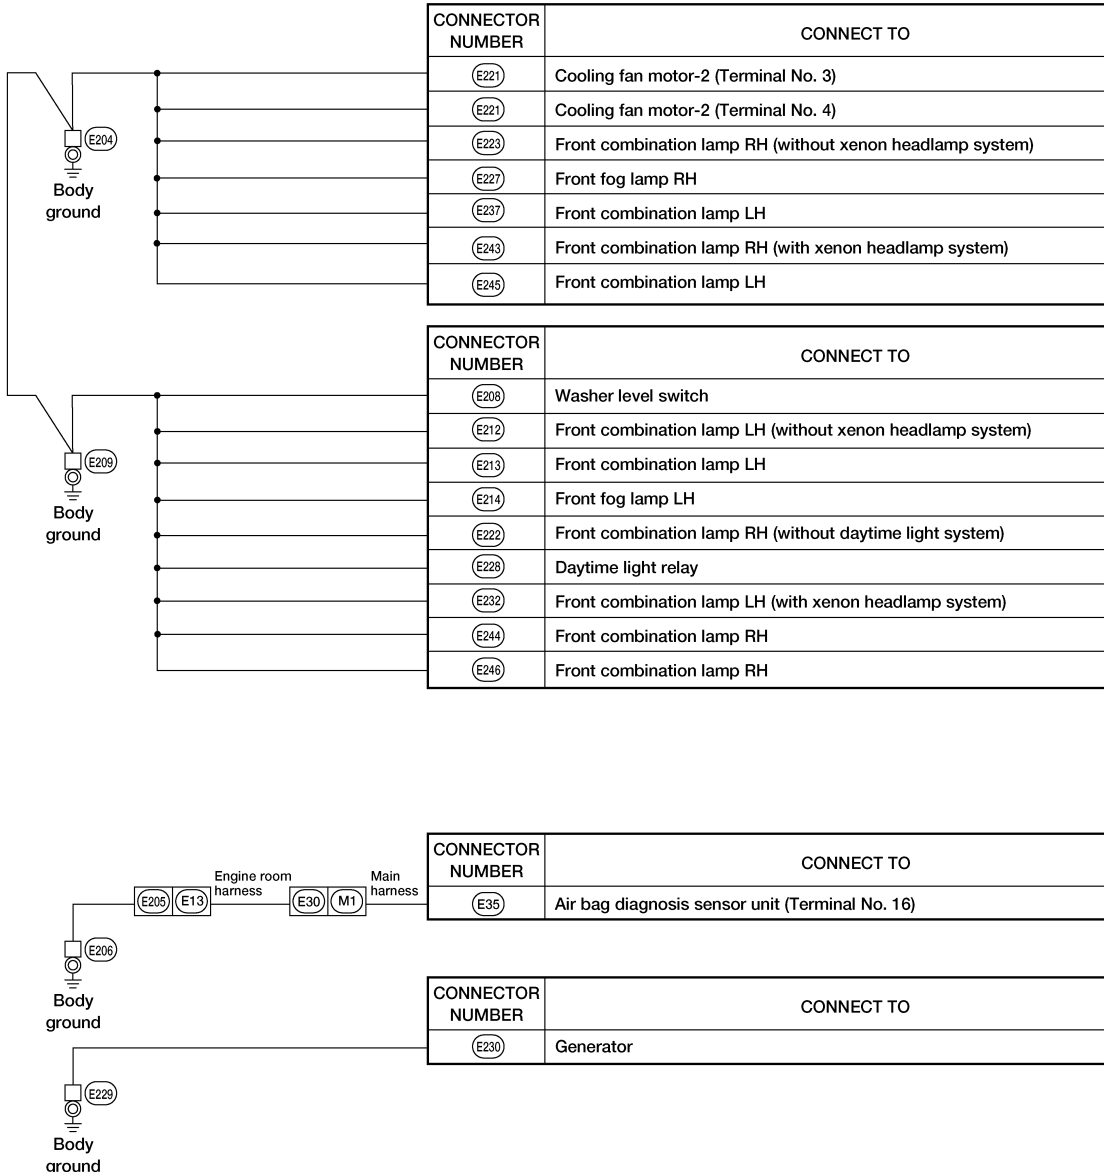 CONNECTOR
NUMBER
CONNECT TO
E221
Cooling fan motor-2 (Terminal No. 3)
E221
Cooling fan motor-2 (Terminal No. 4)
E204
E223
Front combination lamp RH (without xenon headlamp system)
Body
ground
E227
Front fog lamp RH
E237
Front combination lamp LH
E243
Front combination lamp RH (with xenon headlamp system)
E245
Front combination lamp LH
CONNECTOR
NUMBER
CONNECT TO
E208
Washer level switch
E212
Front combination lamp LH (without xenon headlamp system)
E209
E213
Front combination lamp LH
E214
Front fog lamp LH
Body
ground
E222
Front combination lamp RH (without daytime light system)
E228
Daytime light relay
E232
Front combination lamp LH (with xenon headlamp system)
E244
Front combination lamp RH
E246
Front combination lamp RH
CONNECTOR
NUMBER
CONNECT TO
Engine room
harness
Main
harness
E205
E13
E30
M1
E35
Air bag diagnosis sensor unit (Terminal No. 16)
E206
Body
ground
CONNECTOR
NUMBER
CONNECT TO
E230
Generator
E229
Body
ground